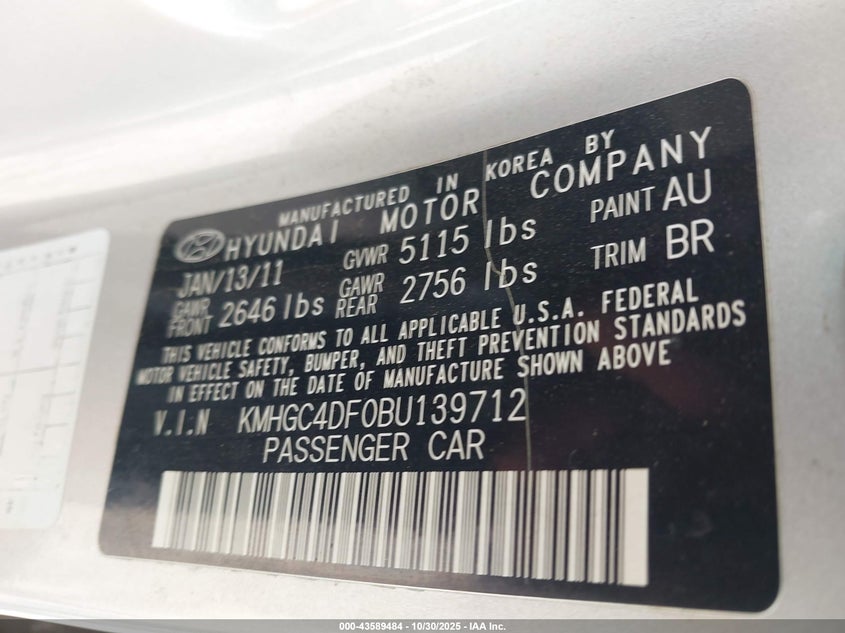 MANUFACTURED IN KOREA BY
HYUNDAI MOTOR COMPANY
JAN/13/11 GVWR 5115 lbs PAINT AU
GAWR FRONT 2646 lbs GAWR REAR 2756 lbs TRIM BR
THIS VEHICLE CONFORMS TO ALL APPLICABLE U.S.A. FEDERAL
MOTOR VEHICLE SAFETY, BUMPER, AND THEFT PREVENTION STANDARDS
IN EFFECT ON THE DATE OF MANUFACTURE SHOWN ABOVE
V.I.N KMHGC4DF0BU139712
PASSENGER CAR
000-43589484 | 10/30/2025 - IAA Inc.